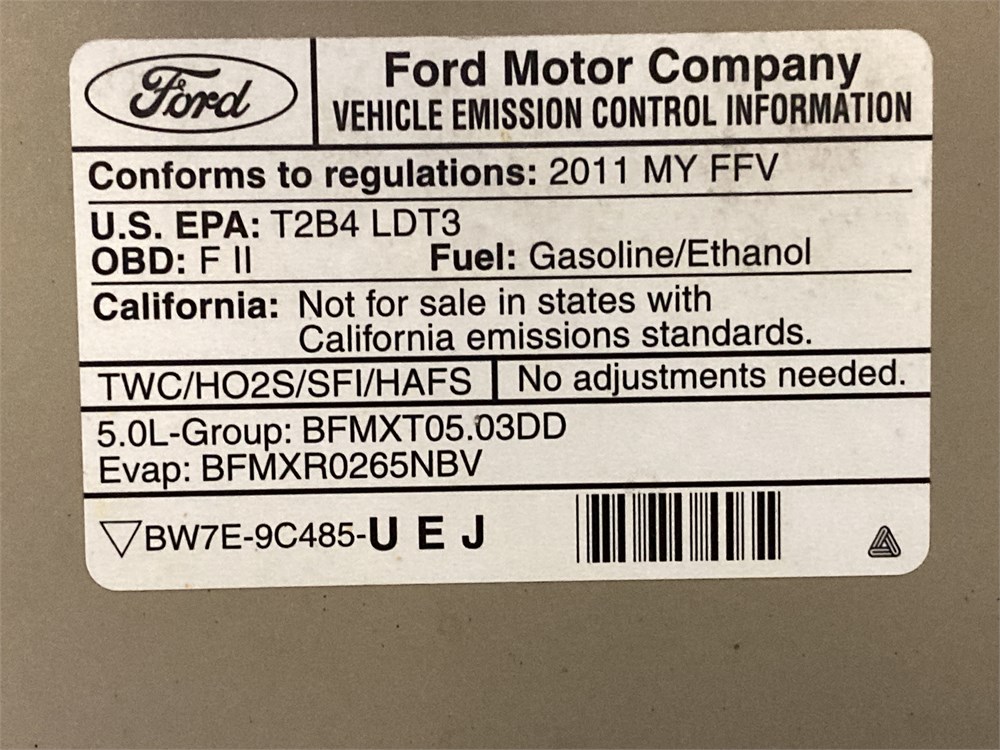 Ford
Ford Motor Company
VEHICLE EMISSION CONTROL INFORMATION
Conforms to regulations: 2011 MY FFV
U.S. EPA: T2B4 LDT3
OBD: F II Fuel: Gasoline/Ethanol
California: Not for sale in states with
California emissions standards.
TWC/HO2S/SFI/HAFS No adjustments needed.
5.0L-Group: BFMXT05.03DD
Evap: BFMXR0265NBV
BW7E-9C485-U E J